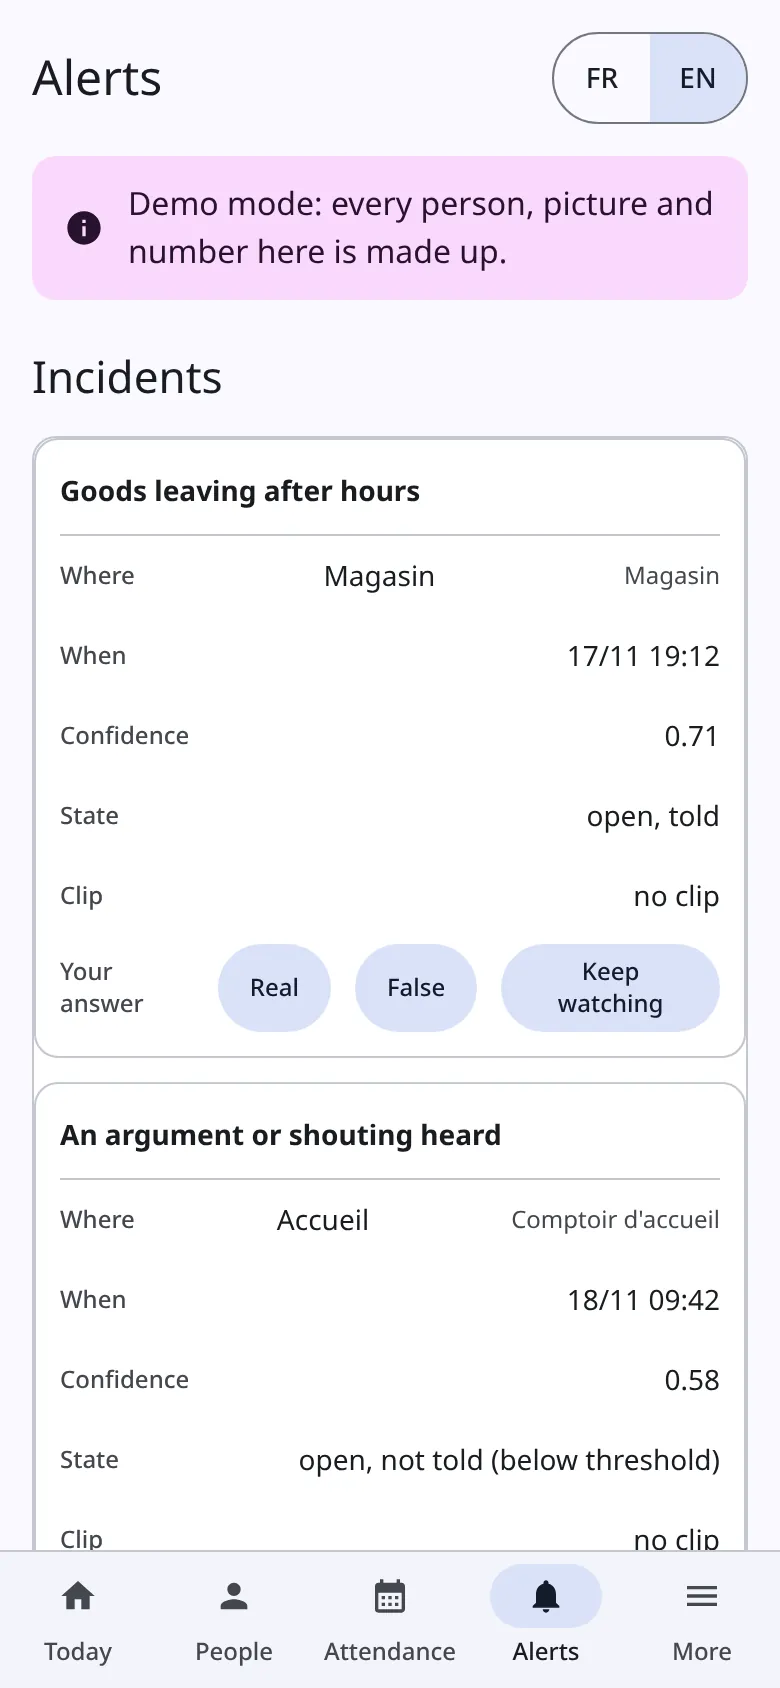 Alerts
FR EN
Demo mode: every person, picture and
number here is made up.
Incidents
Goods leaving after hours
Where Magasin Magasin
When 17/11 19:12
Confidence 0.71
State open, told
Clip no clip
Your answer Real False Keep watching
An argument or shouting heard
Where Accueil Comptoir d'accueil
When 18/11 09:42
Confidence 0.58
State open, not told (below threshold)
Clip no clip
Today People Attendance Alerts More